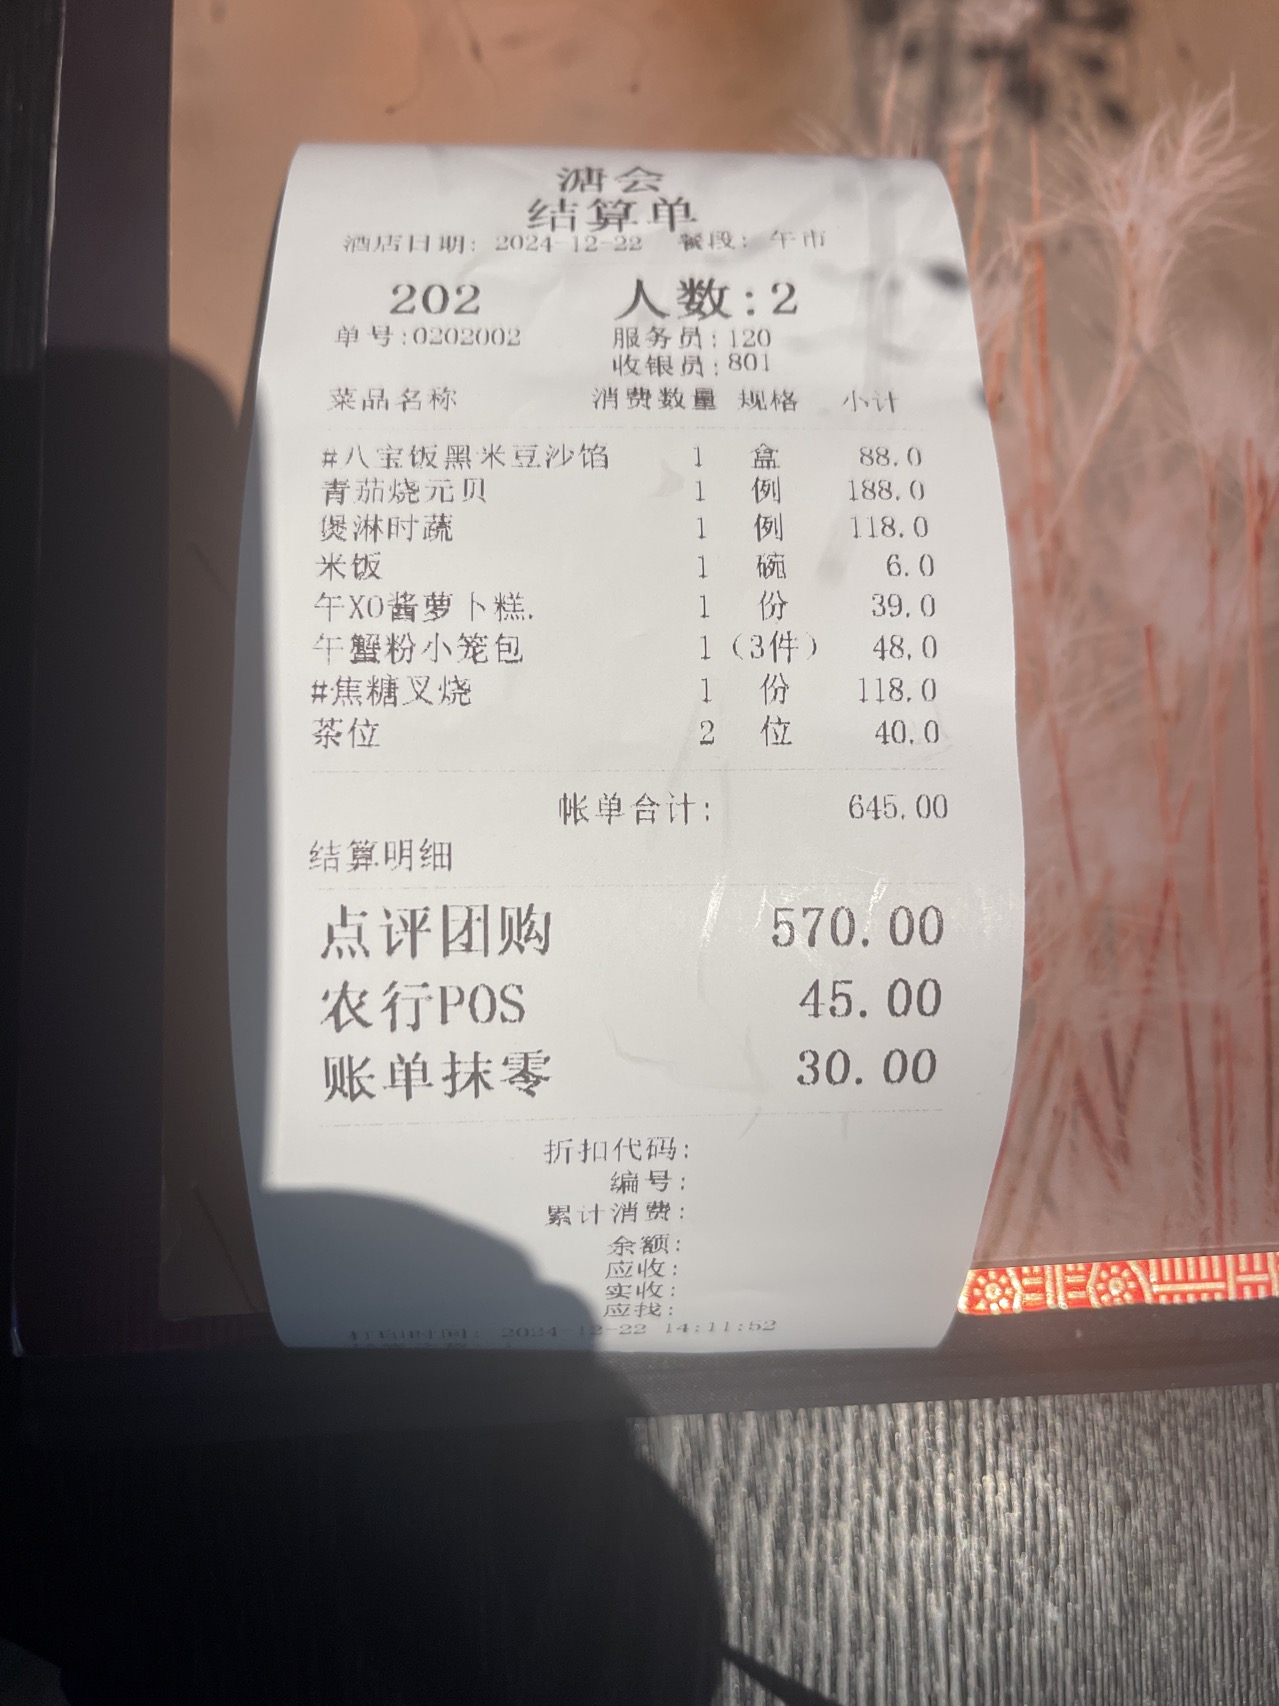 溏会
结算单
酒店日期: 2024-12-22 餐段: 午市
202 人数:2
单号:0202002 服务员:120
收银员:801
菜品名称 消费数量 规格 小计
#八宝饭黑米豆沙馅 1 盒 88.0
青茄烧元贝 1 例 188.0
煲淋时蔬 1 例 118.0
米饭 1 碗 6.0
午XO酱萝卜糕. 1 份 39.0
午蟹粉小笼包 1 (3件) 48.0
#焦糖叉烧 1 份 118.0
茶位 2 位 40.0
帐单合计: 645.00
结算明细
点评团购 570.00
农行POS 45.00
账单抹零 30.00
折扣代码:
编号:
累计消费:
余额:
应收:
实收:
应找:
打印时间: 2024-12-22 14:11:52